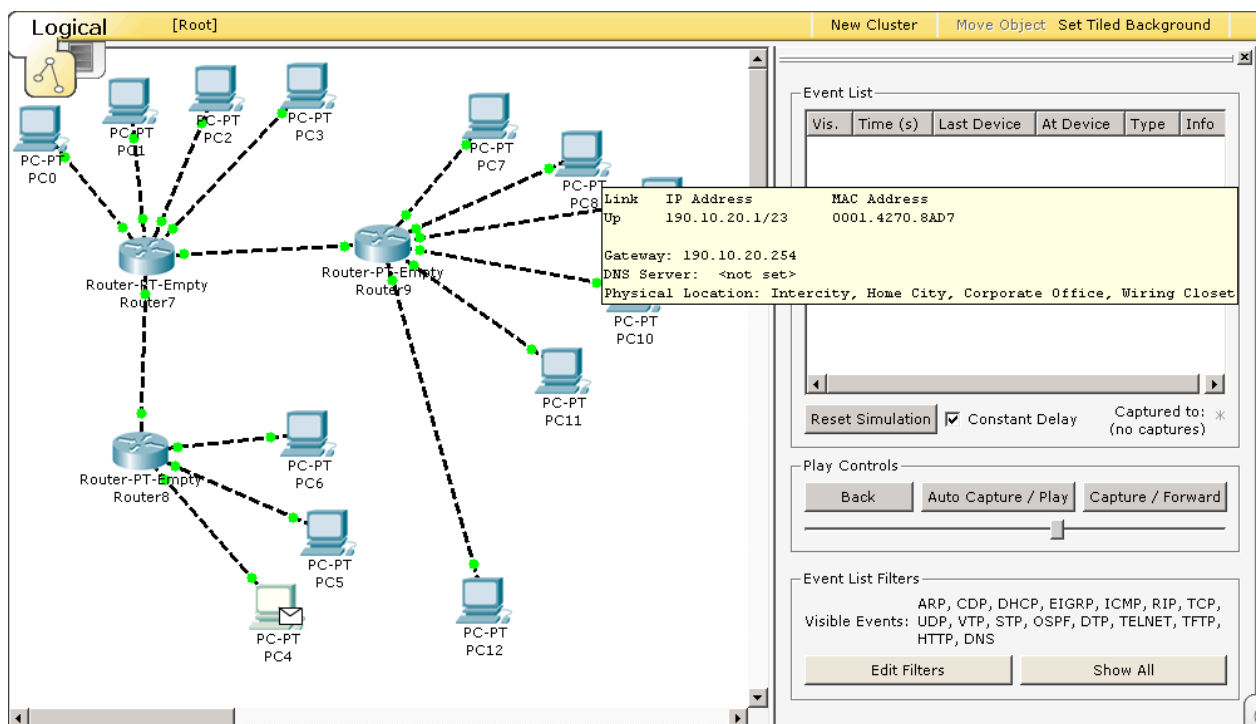 Logical
[Root]
New Cluster
Move Object
Set Tiled Background
PC-PT
PC0
PC-PT
PC1
PC-PT
PC2
PC-PT
PC3
PC-PT
PC7
PC-PT
PC8
Router-PT-Empty
Router7
Router-PT-Empty
Router9
Link IP Address MAC Address
Up 190.10.20.1/23 0001.4270.8AD7
Gateway: 190.10.20.254
DNS Server: <not set>
Physical Location: Intercity, Home City, Corporate Office, Wiring Closet
PC-PT
PC10
PC-PT
PC11
Router-PT-Empty
Router8
PC-PT
PC6
PC-PT
PC5
PC-PT
PC4
PC-PT
PC12
Event List
Vis. Time (s) Last Device At Device Type Info
Reset Simulation
Constant Delay
Captured to: *
(no captures)
Play Controls
Back
Auto Capture / Play
Capture / Forward
Event List Filters
Visible Events:
ARP, CDP, DHCP, EIGRP, ICMP, RIP, TCP,
UDP, VTP, STP, OSPF, DTP, TELNET, TFTP,
HTTP, DNS
Edit Filters
Show All